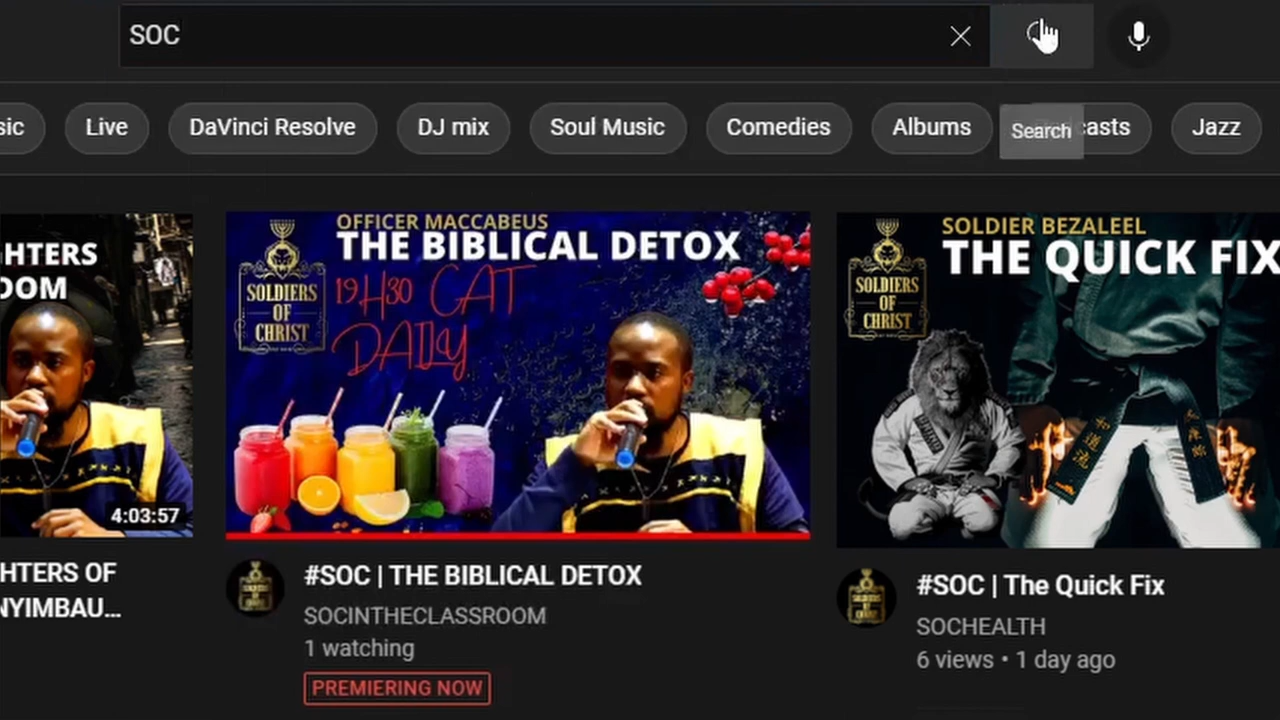 SOC
sic
Live
DaVinci Resolve
DJ mix
Soul Music
Comedies
Albums
Search
casts
Jazz
HTERS
DOM
4:03:57
HTERS OF
NYIMBAU...
OFFICER MACCABEUS
THE BIBLICAL DETOX
19H30 CAT
DAILY
SOLDIERS
OF
CHRIST
#SOC | THE BIBLICAL DETOX
SOCINTHECLASSROOM
1 watching
PREMIERING NOW
SOLDIER BEZALEEL
THE QUICK FIX
SOLDIERS
OF
CHRIST
#SOC | The Quick Fix
SOCHEALTH
6 views • 1 day ago